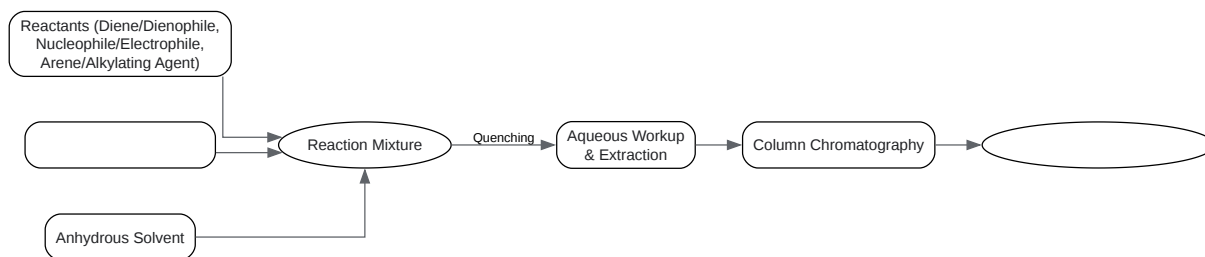 Reactants (Diene/Dienophile,
Nucleophile/Electrophile,
Arene/Alkylating Agent)
Reaction Mixture
Quenching
Aqueous Workup
& Extraction
Column Chromatography
Anhydrous Solvent